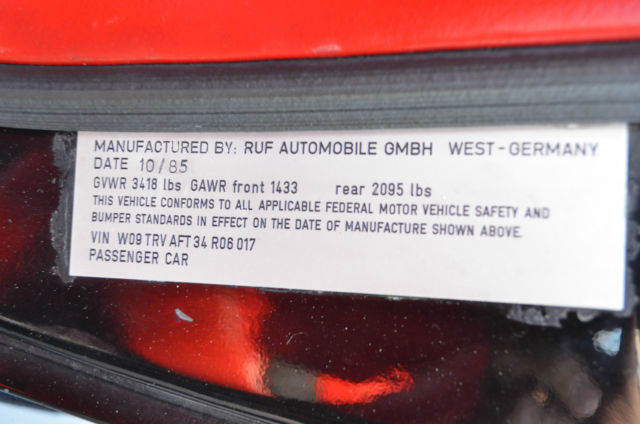 MANUFACTURED BY: RUF AUTOMOBILE GMBH WEST-GERMANY
DATE 10/85
GVWR 3418 lbs GAWR front 1433 rear 2095 lbs
THIS VEHICLE CONFORMS TO ALL APPLICABLE FEDERAL MOTOR VEHICLE SAFETY AND
BUMPER STANDARDS IN EFFECT ON THE DATE OF MANUFACTURE SHOWN ABOVE.
VIN W09 TRV AFT 34 R06 017
PASSENGER CAR